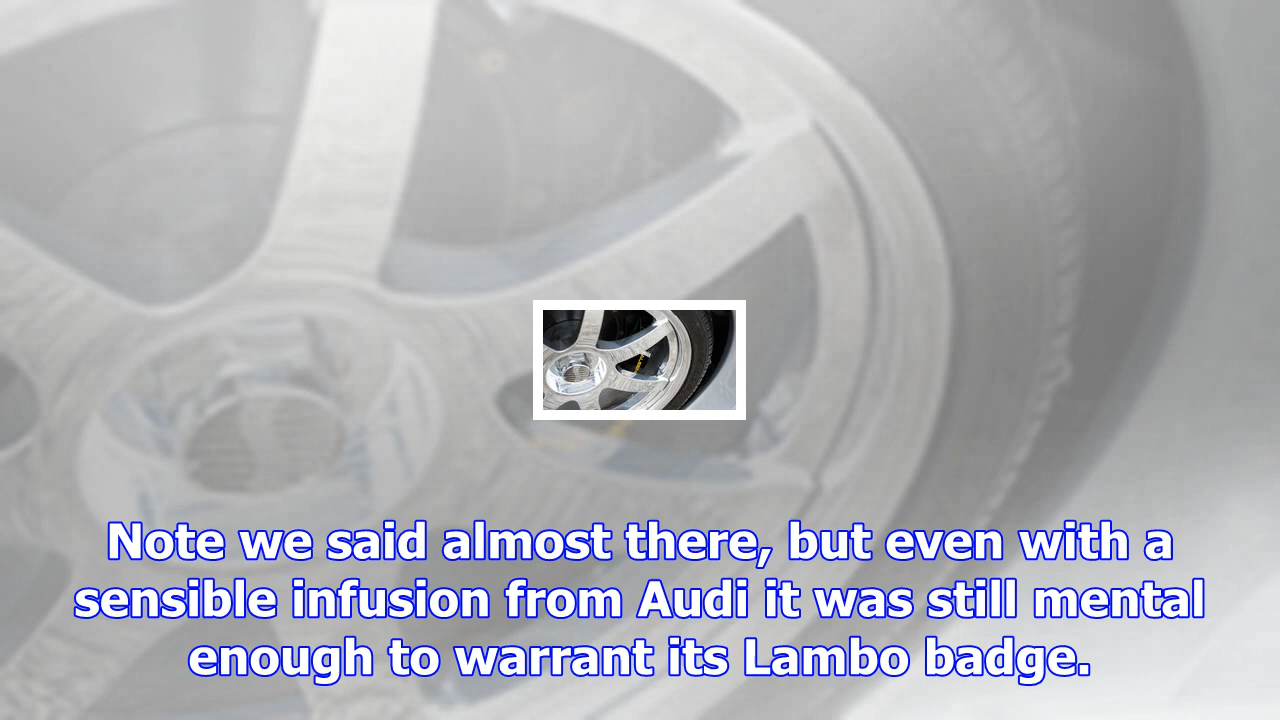 Note we said almost there, but even with a
sensible infusion from Audi it was still mental
enough to warrant its Lambo badge.